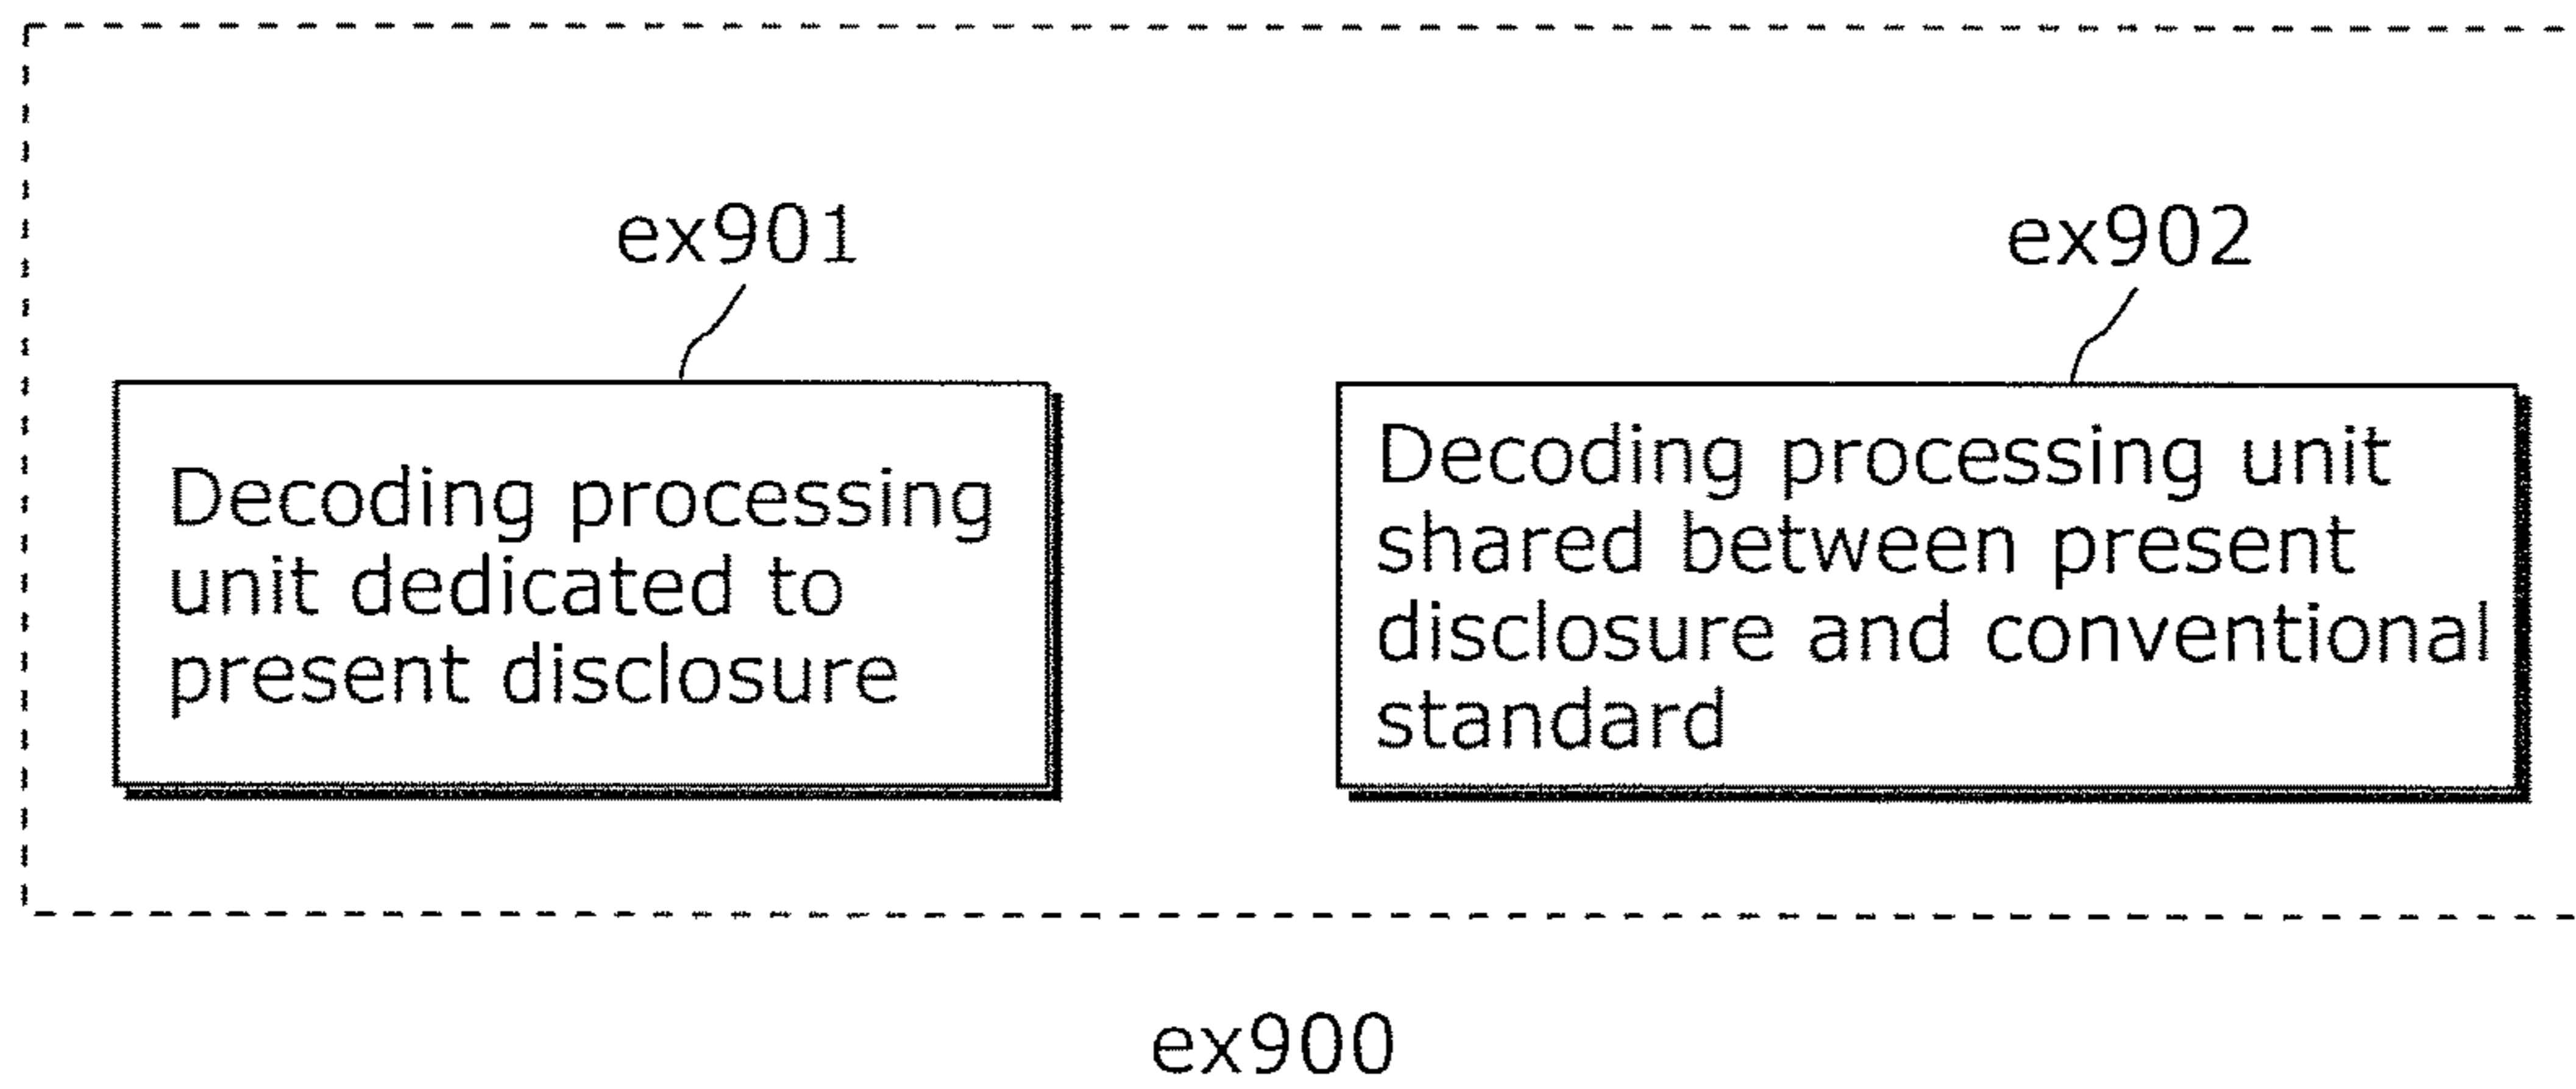 ex901
ex902
Decoding processing
unit dedicated to
present disclosure
Decoding processing unit
shared between present
disclosure and conventional
standard
ex900